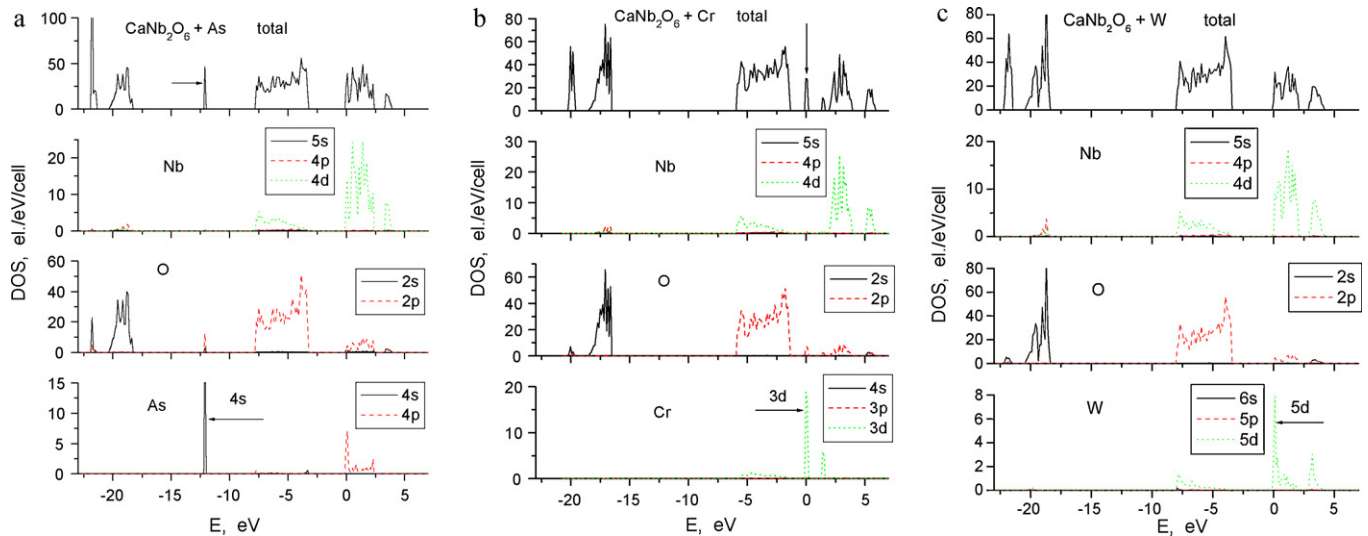 a
CaNb₂O₆ + As total
100
75
50
25
0
Nb
5s
4p
4d
20
10
0
O
2s
2p
60
40
20
0
As
4s
4s
4p
15
10
5
0
-20 -15 -10 -5 0 5
E, eV
DOS, el./eV/cell
b
CaNb₂O₆ + Cr total
80
60
40
20
0
Nb
5s
4p
4d
30
20
10
0
O
2s
2p
60
40
20
0
Cr
3d
4s
3p
3d
20
10
0
-20 -15 -10 -5 0 5
E, eV
DOS, el./eV/cell
c
CaNb₂O₆ + W total
80
60
40
20
0
Nb
5s
4p
4d
20
10
0
O
2s
2p
80
60
40
20
0
W
6s
5p
5d
5d
8
6
4
2
0
-20 -15 -10 -5 0 5
E, eV
DOS, el./eV/cell